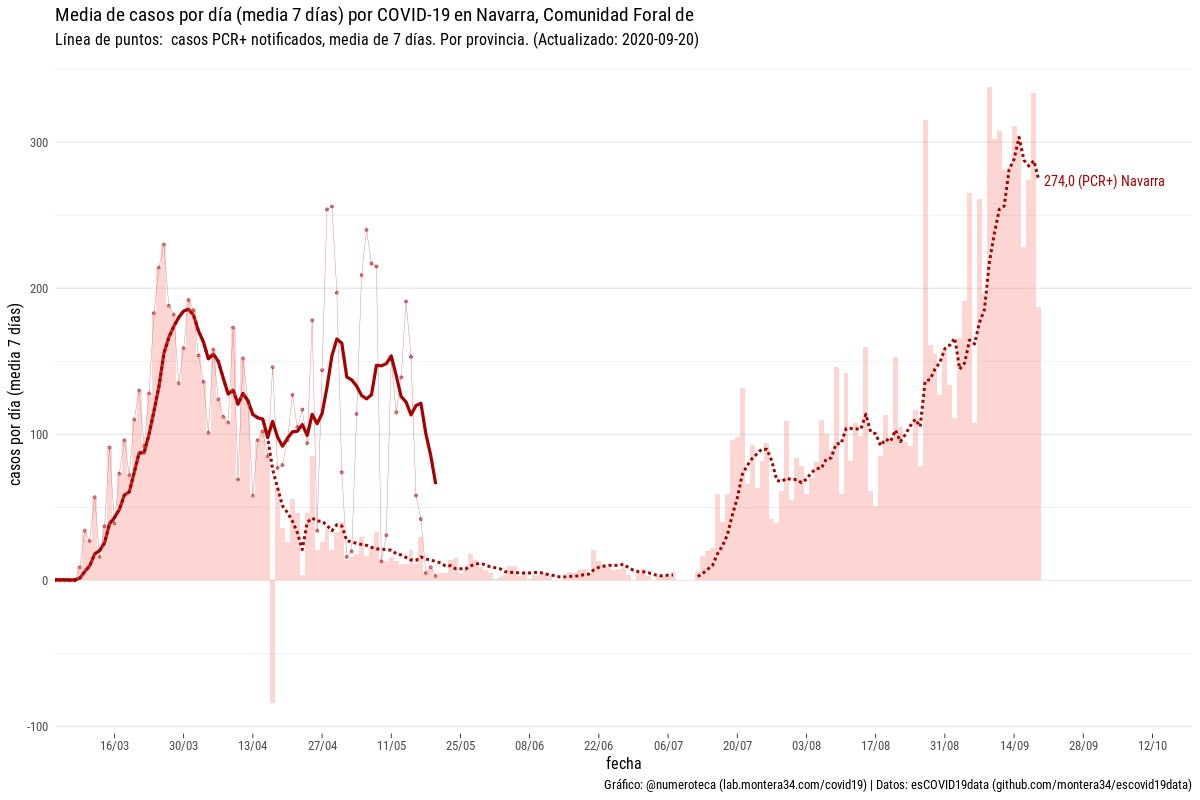 Media de casos por día (media 7 días) por COVID-19 en Navarra, Comunidad Foral de
Línea de puntos:  casos PCR+ notificados, media de 7 días. Por provincia. (Actualizado: 2020-09-20)
casos por día (media 7 días)
300
200
100
0
-100
274,0 (PCR+) Navarra
16/03 30/03 13/04 27/04 11/05 25/05 08/06 22/06 06/07 20/07 03/08 17/08 31/08 14/09 28/09 12/10
fecha
Gráfico: @numeroteca (lab.montera34.com/covid19) | Datos: esCOVID19data (github.com/montera34/escovid19data)